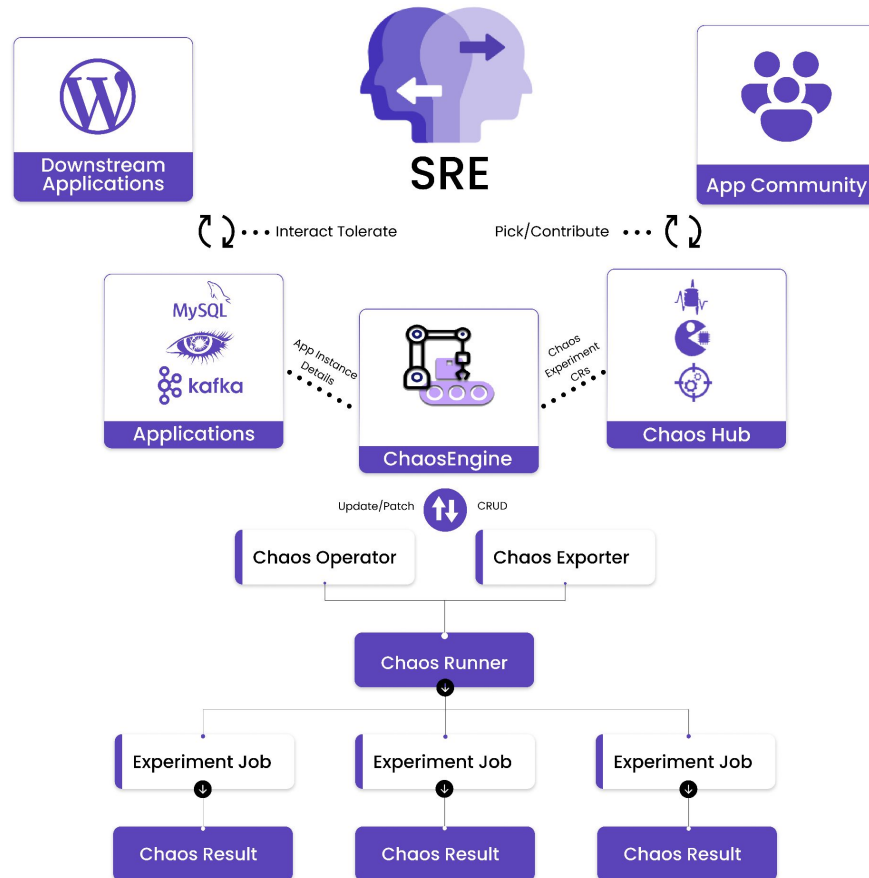 SRE
Downstream
Applications
App Community
Interact Tolerate
Pick/Contribute
MySQL
kafka
Applications
App Instance
Details
ChaosEngine
Chaos
Experiment
CRs
Chaos Hub
Update/Patch
CRUD
Chaos Operator
Chaos Exporter
Chaos Runner
Experiment Job
Experiment Job
Experiment Job
Chaos Result
Chaos Result
Chaos Result